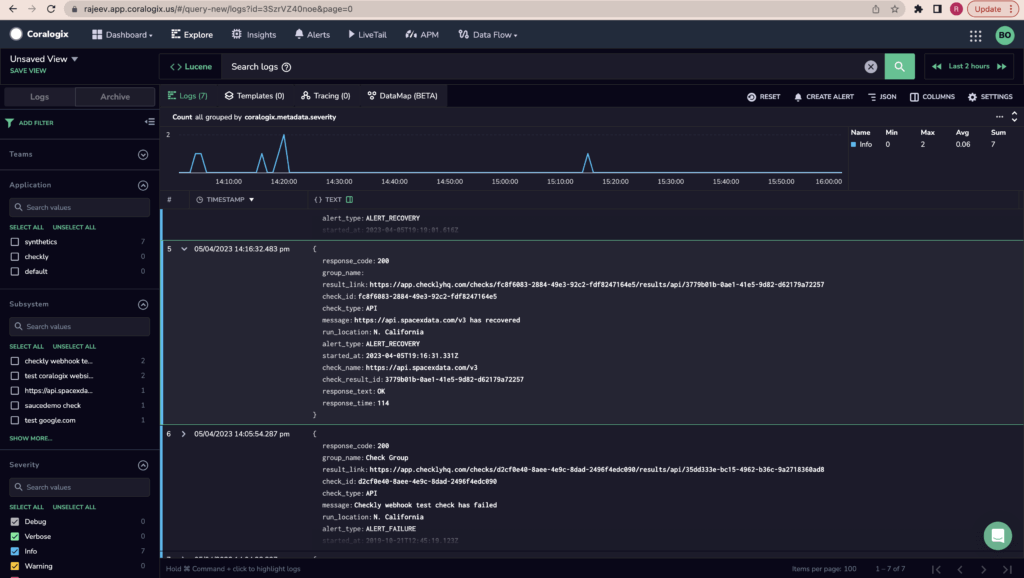 rajeev.app.coralogix.us/#/query-new/logs?id=3SzrVZ40noe&page=0
R
Update
Coralogix
Dashboard
Explore
Insights
Alerts
LiveTail
APM
Data Flow
BO
Unsaved View
SAVE VIEW
<> Lucene
Search logs
Last 2 hours
Logs
Archive
Logs (7)
Templates (0)
Tracing (0)
DataMap (BETA)
RESET
CREATE ALERT
JSON
COLUMNS
SETTINGS
ADD FILTER
Count all grouped by coralogix.metadata.severity
2
14:10:00
14:20:00
14:30:00
14:40:00
14:50:00
15:00:00
15:10:00
15:20:00
15:30:00
15:40:00
15:50:00
16:00:00
Name Min Max Avg Sum
Info 0 2 0.06 7
Teams
Application
Search values
SELECT ALL UNSELECT ALL
synthetics 7
checkly 0
default 0
Subsystem
Search values
SELECT ALL UNSELECT ALL
checkly webhook te... 2
test coralogix websi... 2
https://api.spacexda... 1
saucedemo check 1
test google.com 1
SHOW MORE...
Severity
Search values
SELECT ALL UNSELECT ALL
Debug 0
Verbose 0
Info 7
Warning 0
# TIMESTAMP {} TEXT
alert_type: ALERT_RECOVERY
started_at: 2023-04-05T19:19:01.816Z
5 05/04/2023 14:16:32.483 pm {
response_code: 200
group_name:
result_link: https://app.checklyhq.com/checks/fc8f6083-2884-49e3-92c2-fdf8247164e5/results/api/3779b01b-0ae1-41e5-9d82-d62179a72257
check_id: fc8f6083-2884-49e3-92c2-fdf8247164e5
check_type: API
message: https://api.spacexdata.com/v3 has recovered
run_location: N. California
alert_type: ALERT_RECOVERY
started_at: 2023-04-05T19:16:31.331Z
check_name: https://api.spacexdata.com/v3
check_result_id: 3779b01b-0ae1-41e5-9d82-d62179a72257
response_text: OK
response_time: 114
}
6 05/04/2023 14:05:54.287 pm {
response_code: 200
group_name: Check Group
result_link: https://app.checklyhq.com/checks/d2cf0e40-8aee-4e9c-8dad-2496f4edc090/results/api/35dd333e-bc15-4962-b36c-9a2718360ad8
check_id: d2cf0e40-8aee-4e9c-8dad-2496f4edc090
check_type: API
message: Checkly webhook test check has failed
run_location: N. California
alert_type: ALERT_FAILURE
started_at: 2015-10-21T12:45:19.123Z
Hold ⌘ Command + click to highlight logs
Items per page: 100
1 – 7 of 7